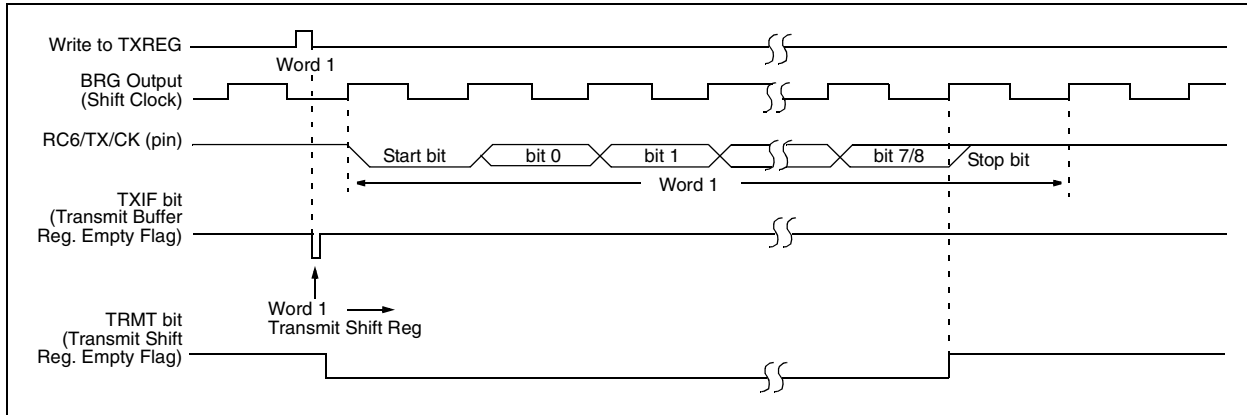 Write to TXREG
Word 1
BRG Output
(Shift Clock)
RC6/TX/CK (pin)
Start bit
bit 0
bit 1
bit 7/8
Stop bit
Word 1
TXIF bit
(Transmit Buffer
Reg. Empty Flag)
Word 1
Transmit Shift Reg
TRMT bit
(Transmit Shift
Reg. Empty Flag)